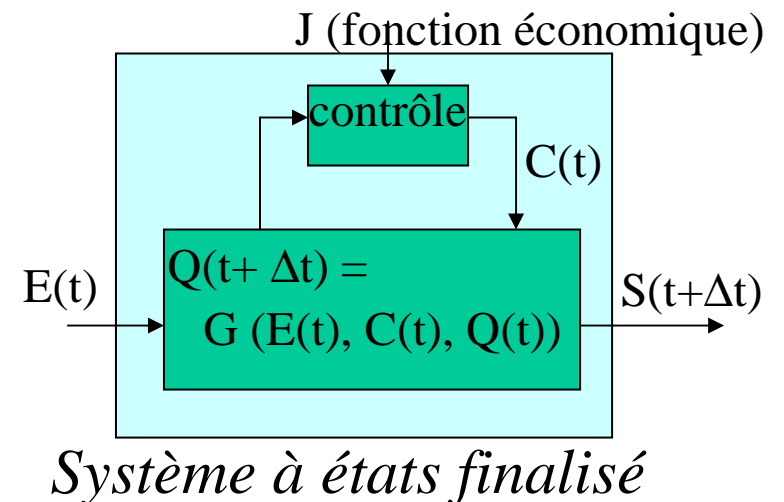 J (fonction économique)
contrôle
C(t)
Q(t+ Δt) =
E(t)
S(t+Δt)
G (E(t), C(t), Q(t))
Système à états finalisé